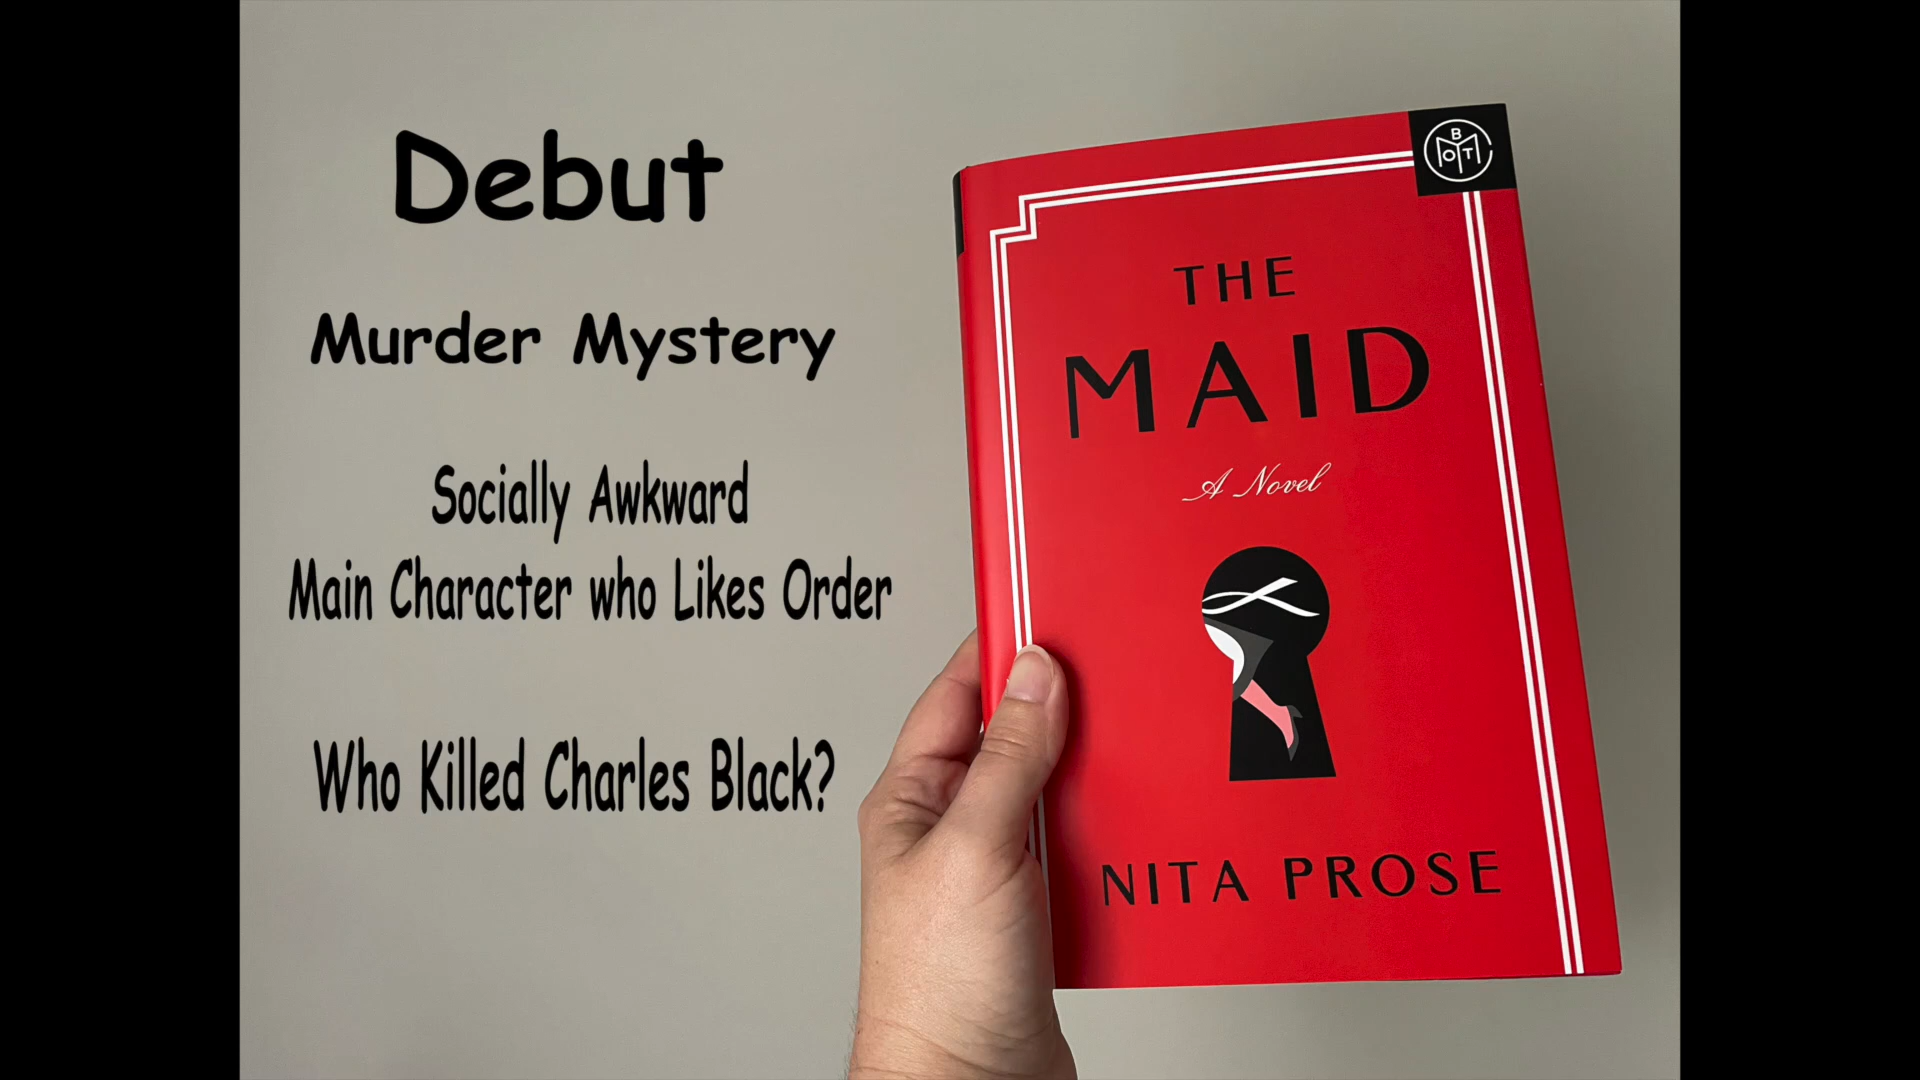 Debut
Murder Mystery
Socially Awkward
Main Character who Likes Order
Who Killed Charles Black?
BOTM
THE
MAID
A Novel
NITA PROSE